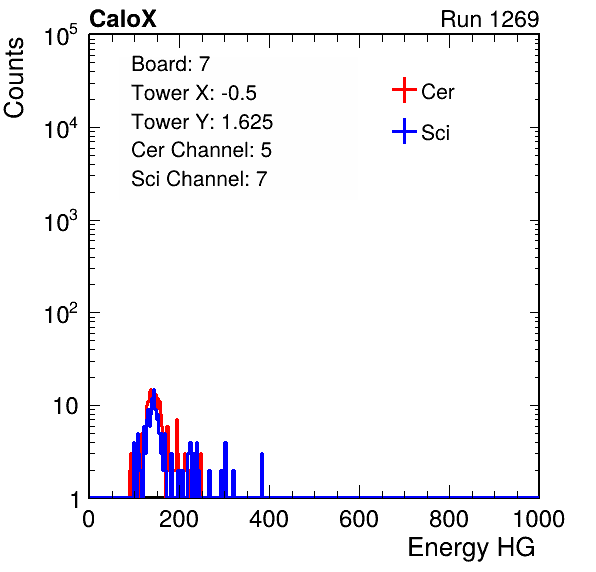 CaloX Run 1269
Counts
Board: 7
Tower X: -0.5
Tower Y: 1.625
Cer Channel: 5
Sci Channel: 7
Cer
Sci
10^5
10^4
10^3
10^2
10
1
0 200 400 600 800 1000
Energy HG